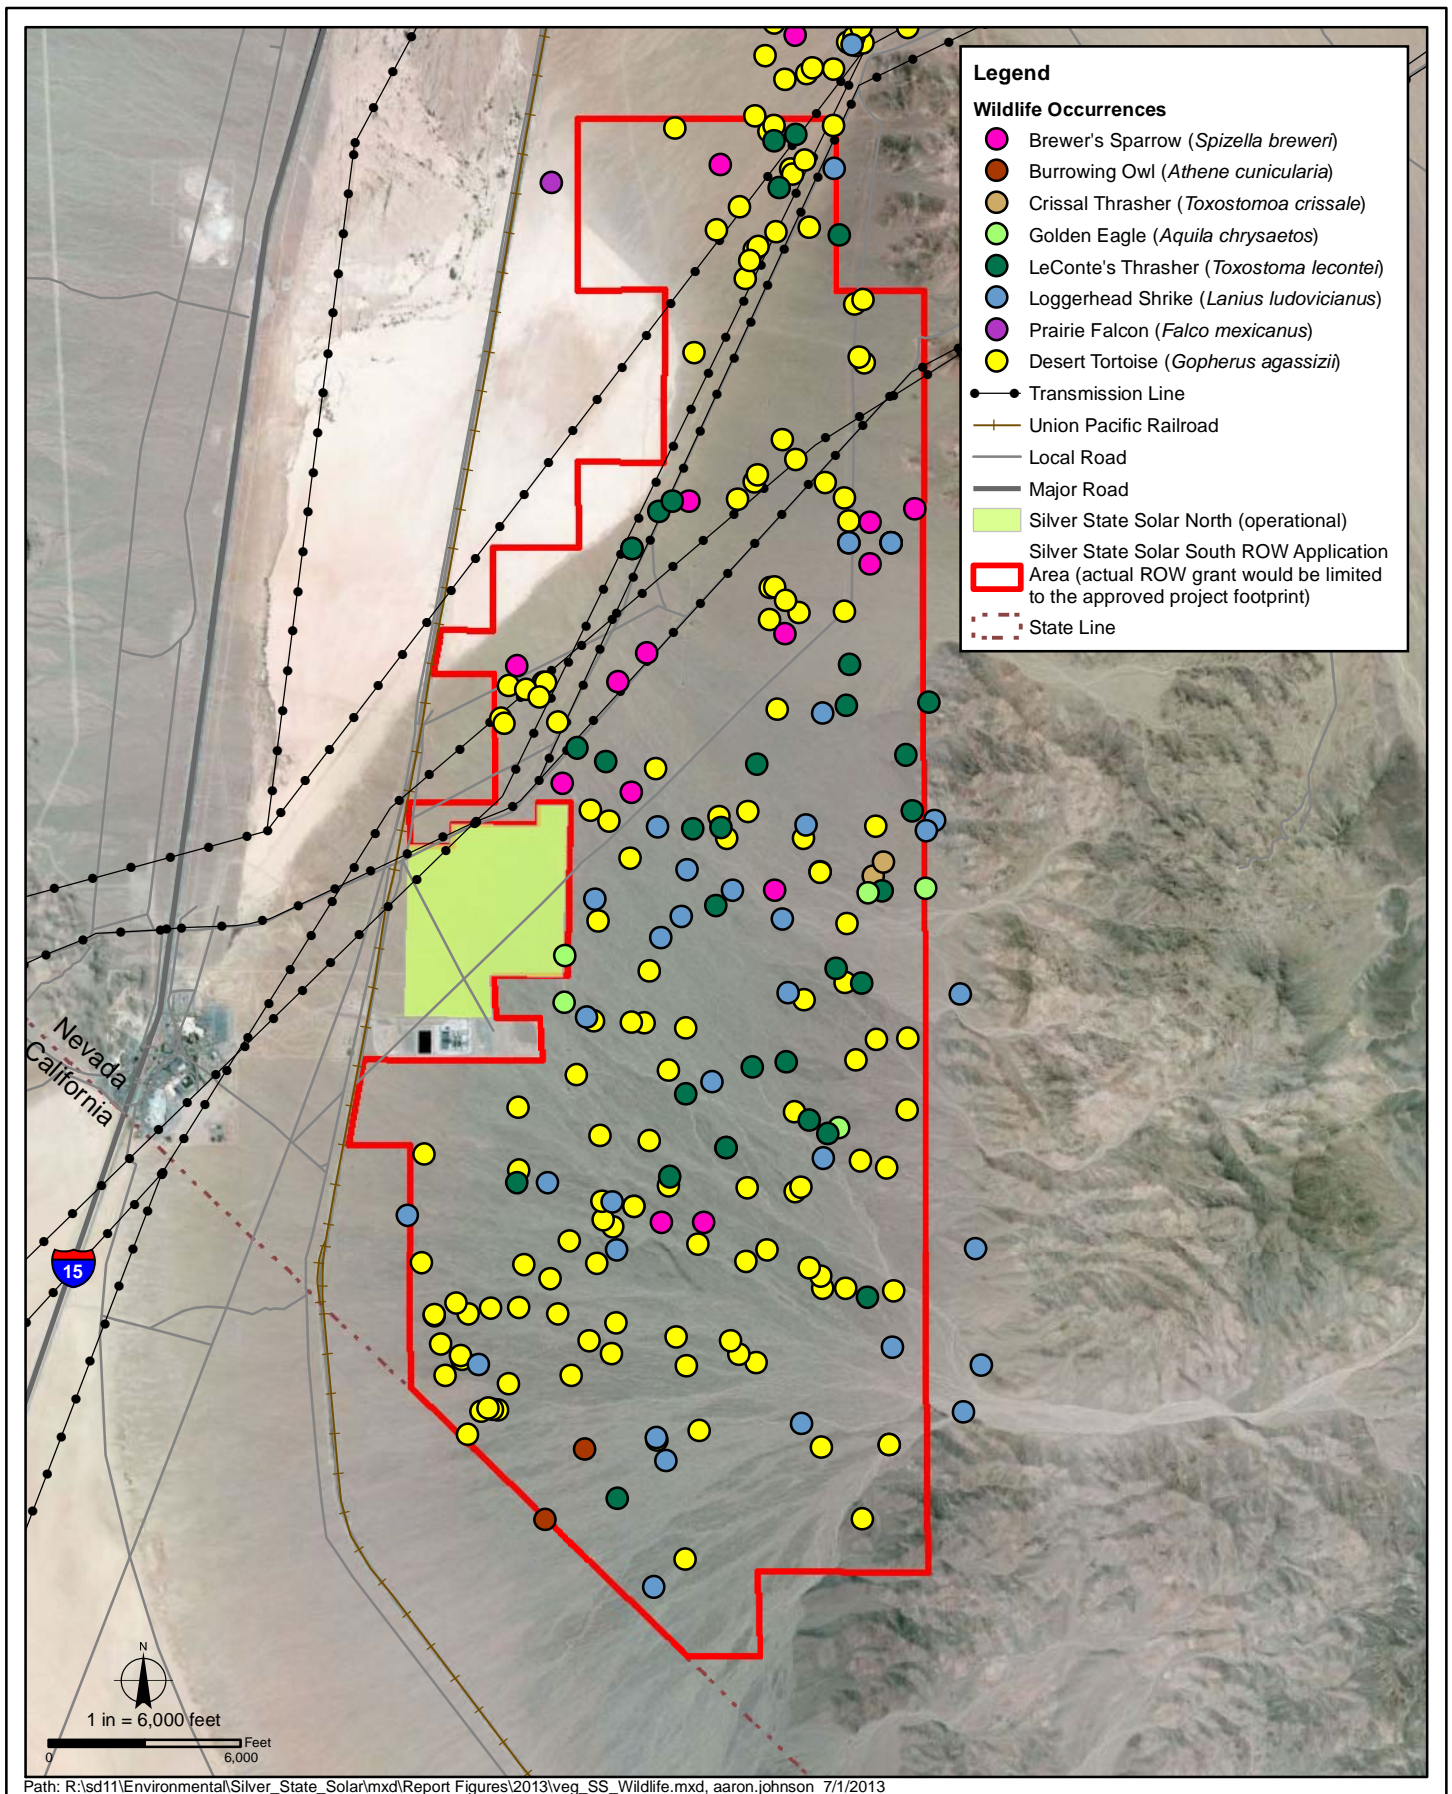 Legend
Wildlife Occurrences
Brewer's Sparrow (Spizella breweri)
Burrowing Owl (Athene cunicularia)
Crissal Thrasher (Toxostomoa crissale)
Golden Eagle (Aquila chrysaetos)
LeConte's Thrasher (Toxostoma lecontei)
Loggerhead Shrike (Lanius ludovicianus)
Prairie Falcon (Falco mexicanus)
Desert Tortoise (Gopherus agassizii)
Transmission Line
Union Pacific Railroad
Local Road
Major Road
Silver State Solar North (operational)
Silver State Solar South ROW Application
Area (actual ROW grant would be limited
to the approved project footprint)
State Line
Nevada
California
15
N
1 in = 6,000 feet
Feet
0 6,000
Path: R:\sd11\Environmental\Silver_State_Solar\mxd\Report Figures\2013\veg_SS_Wildlife.mxd, aaron.johnson 7/1/2013